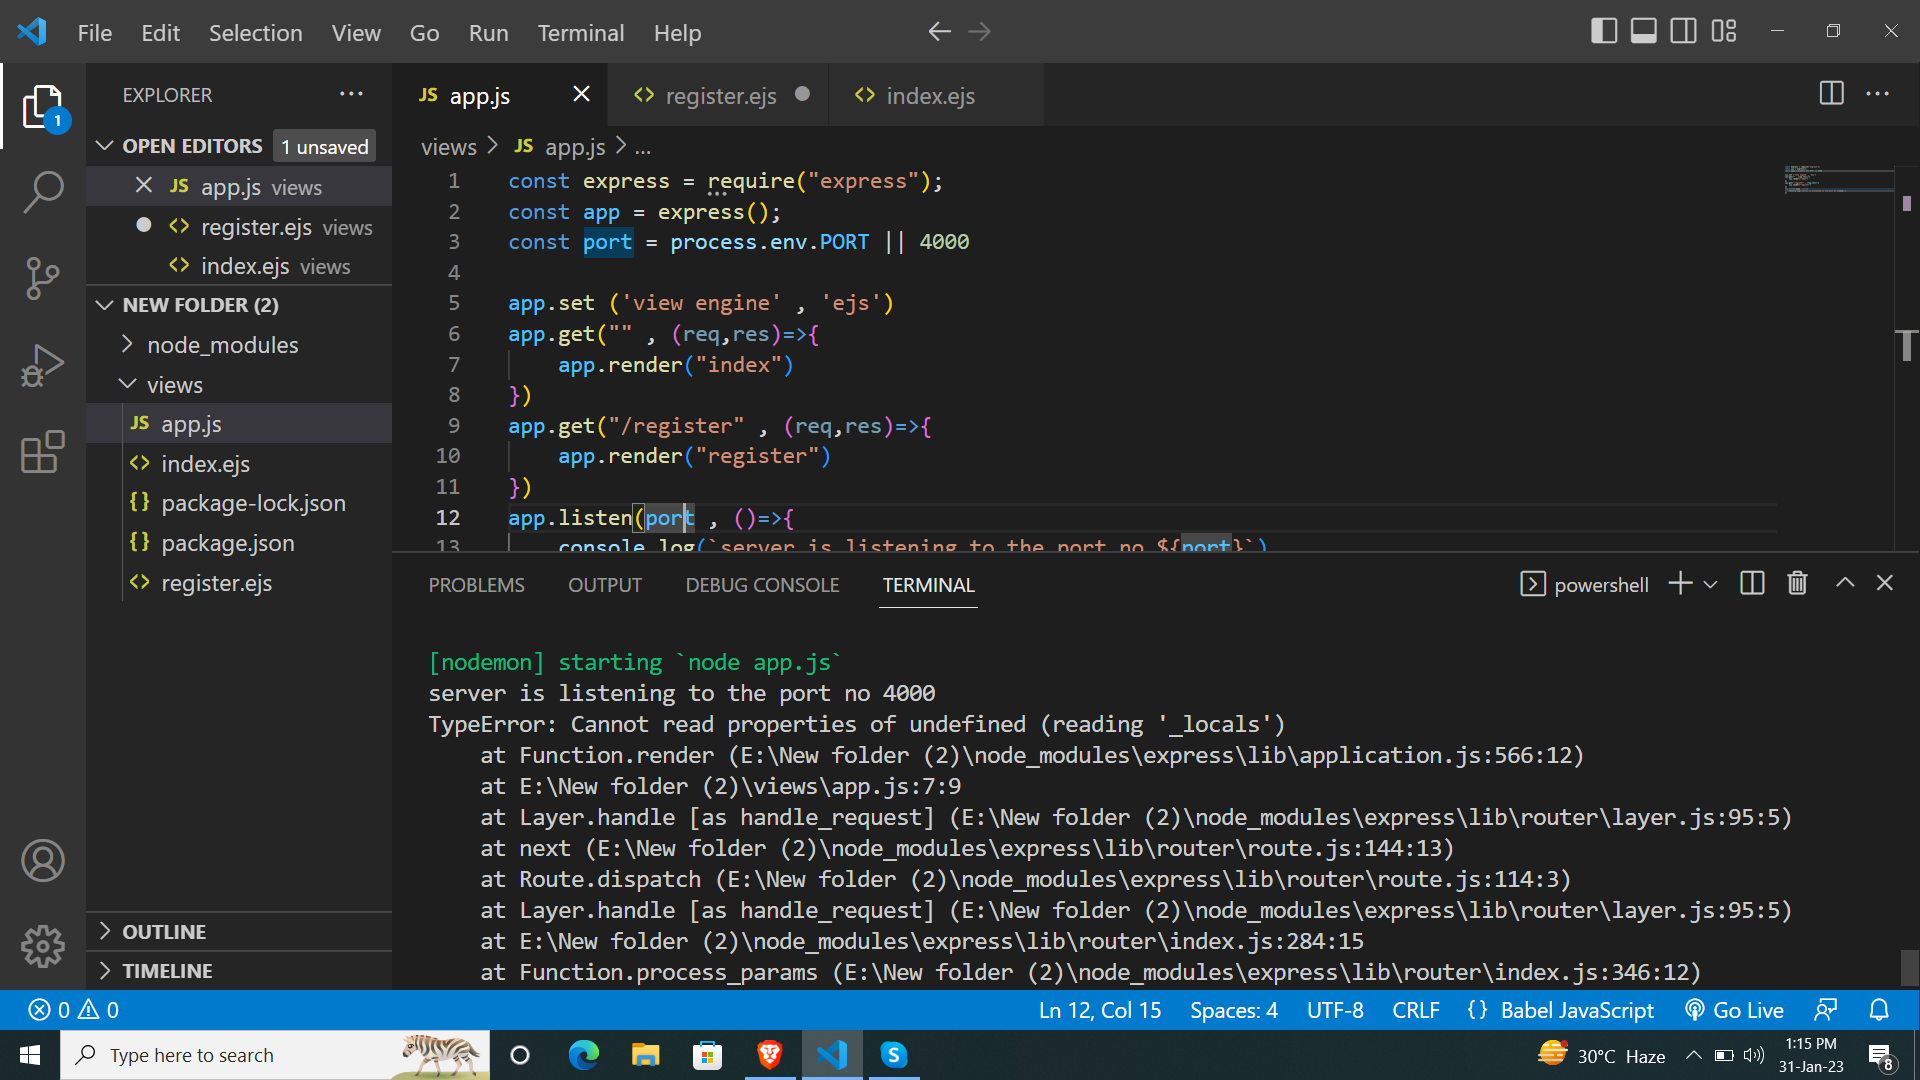 File Edit Selection View Go Run Terminal Help
EXPLORER
OPEN EDITORS 1 unsaved
JS app.js views
register.ejs views
index.ejs views
NEW FOLDER (2)
node_modules
views
JS app.js
index.ejs
{} package-lock.json
{} package.json
register.ejs
OUTLINE
TIMELINE
1
JS app.js register.ejs index.ejs
views > JS app.js > ...
1 const express = require("express");
2 const app = express();
3 const port = process.env.PORT || 4000
4
5 app.set ('view engine' , 'ejs')
6 app.get("" , (req,res)=>{
7 app.render("index")
8 })
9 app.get("/register" , (req,res)=>{
10 app.render("register")
11 })
12 app.listen(port , ()=>{
13 console.log(`server is listening to the port no ${port}`)
PROBLEMS OUTPUT DEBUG CONSOLE TERMINAL powershell
[nodemon] starting `node app.js`
server is listening to the port no 4000
TypeError: Cannot read properties of undefined (reading '_locals')
at Function.render (E:\New folder (2)\node_modules\express\lib\application.js:566:12)
at E:\New folder (2)\views\app.js:7:9
at Layer.handle [as handle_request] (E:\New folder (2)\node_modules\express\lib\router\layer.js:95:5)
at next (E:\New folder (2)\node_modules\express\lib\router\route.js:144:13)
at Route.dispatch (E:\New folder (2)\node_modules\express\lib\router\route.js:114:3)
at Layer.handle [as handle_request] (E:\New folder (2)\node_modules\express\lib\router\layer.js:95:5)
at E:\New folder (2)\node_modules\express\lib\router\index.js:284:15
at Function.process_params (E:\New folder (2)\node_modules\express\lib\router\index.js:346:12)
0 0 Ln 12, Col 15 Spaces: 4 UTF-8 CRLF {} Babel JavaScript Go Live
Type here to search 30°C Haze 1:15 PM
31-Jan-23 8